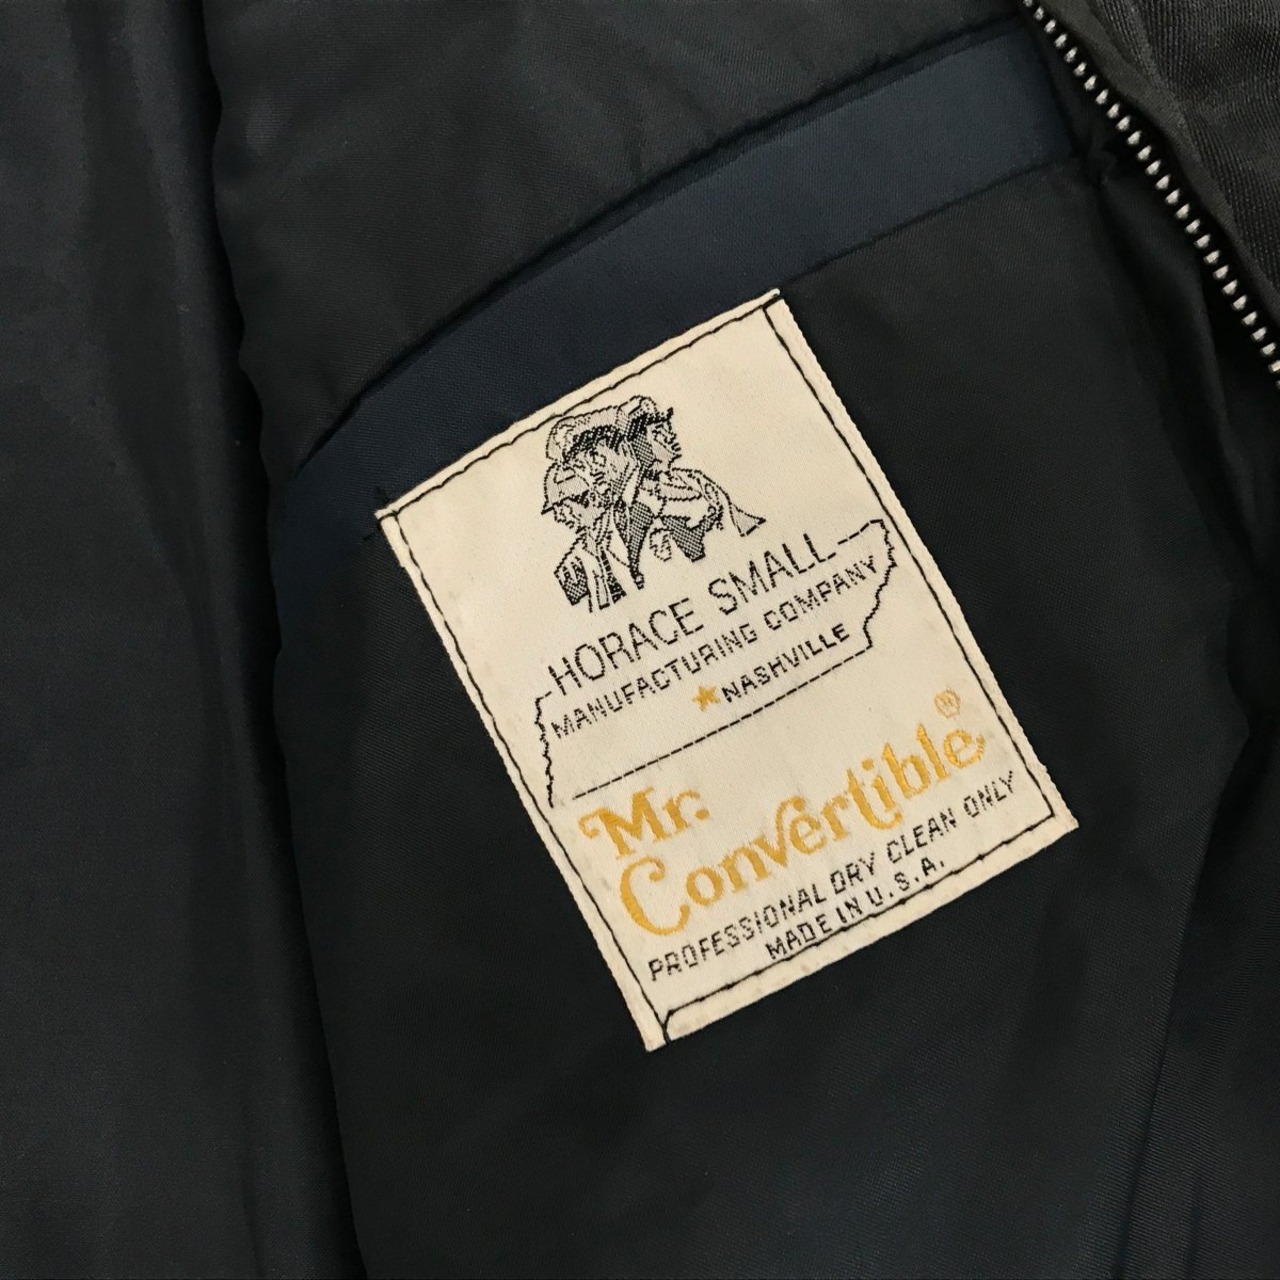 HORACE SMALL
MANUFACTURING COMPANY
★NASHVILLE
Mr.
Convertible®
PROFESSIONAL DRY CLEAN ONLY
MADE IN U.S.A.